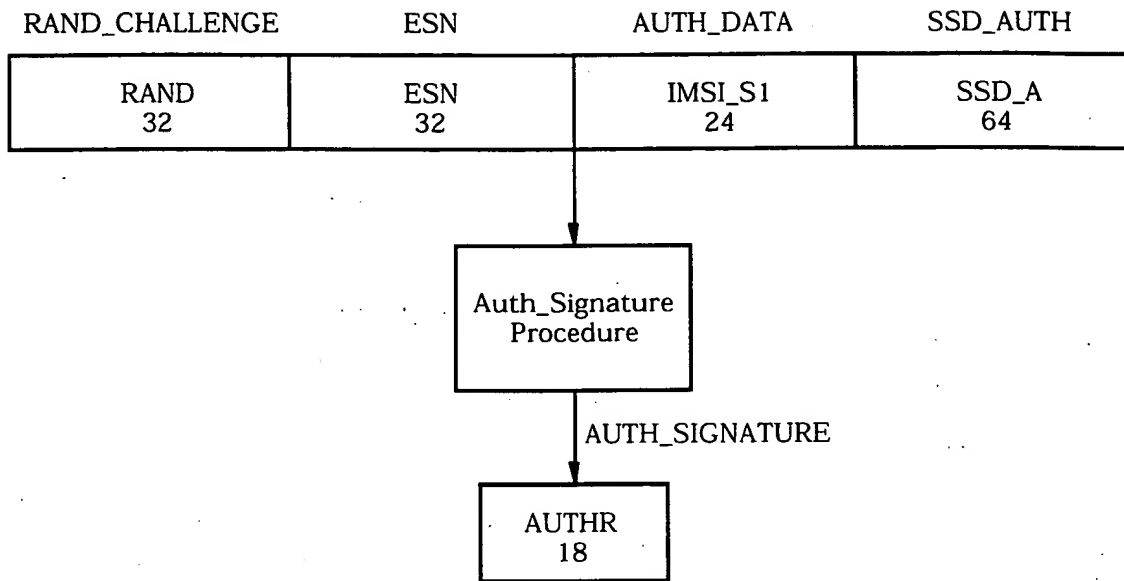 RAND_CHALLENGE ESN AUTH_DATA SSD_AUTH
RAND ESN IMSI_S1 SSD_A
32 32 24 64
Auth_Signature
Procedure
AUTH_SIGNATURE
AUTHR
18